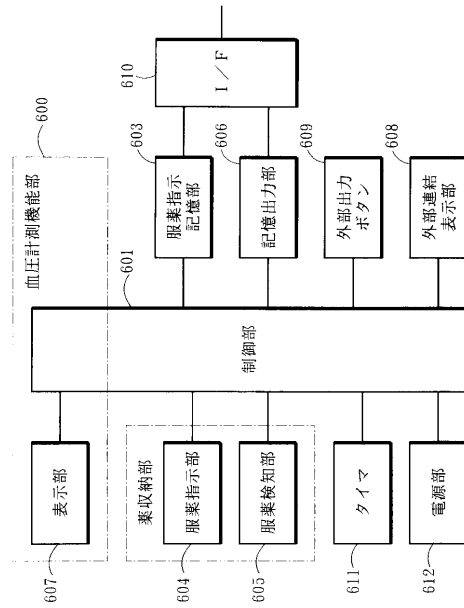 血圧計測機能部
600
610
I／F
603
服薬指示
記憶部
606
記憶出力部
609
外部出力
ボタン
608
外部連結
表示部
601
制御部
表示部
607
薬収納部
服薬指示部
604
服薬検知部
605
タイマ
611
電源部
612